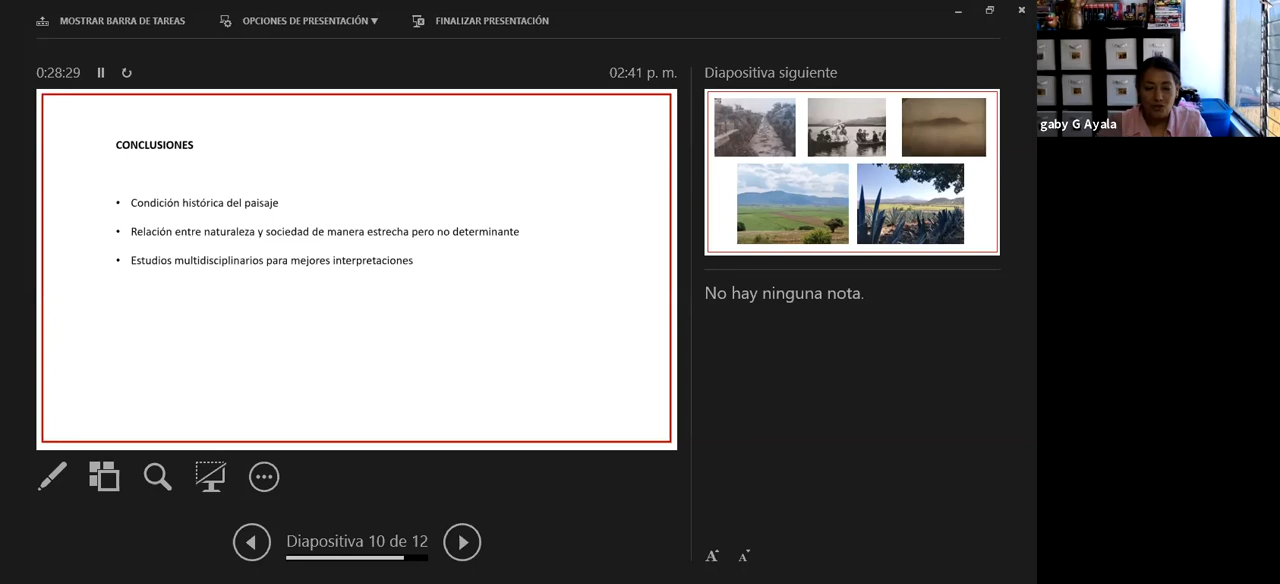 MOSTRAR BARRA DE TAREAS
OPCIONES DE PRESENTACIÓN ▼
FINALIZAR PRESENTACIÓN
0:28:29
02:41 p. m.
Diapositiva siguiente
gaby G Ayala
CONCLUSIONES
• Condición histórica del paisaje
• Relación entre naturaleza y sociedad de manera estrecha pero no determinante
• Estudios multidisciplinarios para mejores interpretaciones
No hay ninguna nota.
Diapositiva 10 de 12
A A